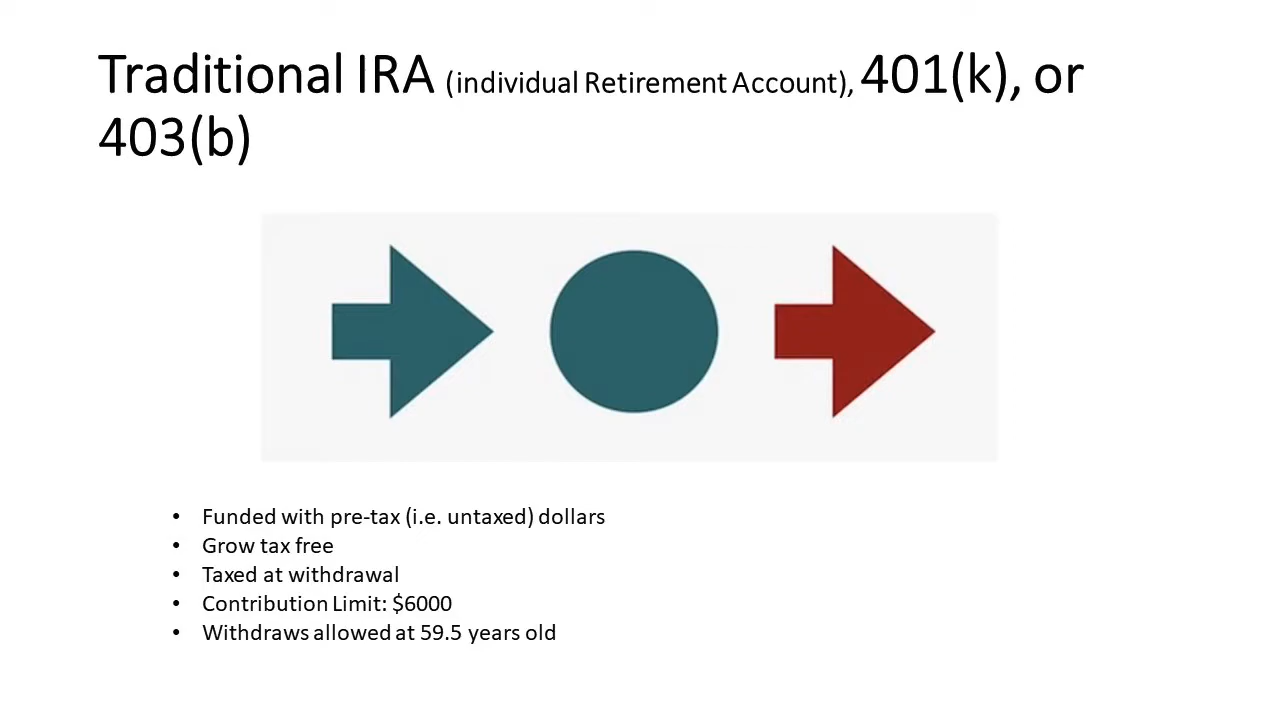 Traditional IRA (individual Retirement Account), 401(k), or
403(b)
• Funded with pre-tax (i.e. untaxed) dollars
• Grow tax free
• Taxed at withdrawal
• Contribution Limit: $6000
• Withdraws allowed at 59.5 years old